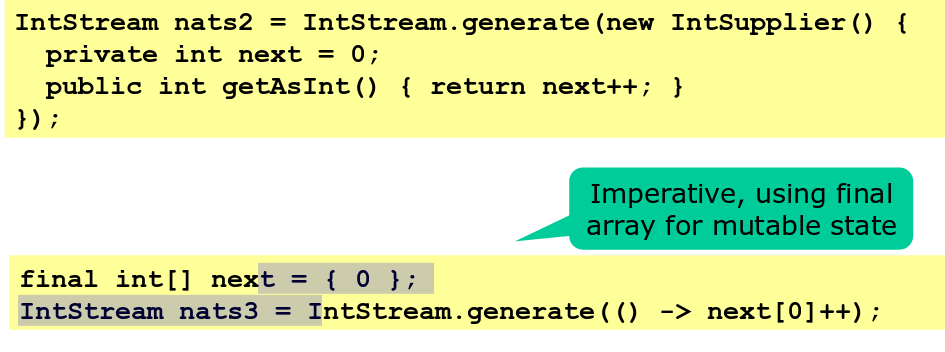 IntStream nats2 = IntStream.generate(new IntSupplier() {
  private int next = 0;
  public int getAsInt() { return next++; }
});
Imperative, using final
array for mutable state
final int[] next = { 0 };
IntStream nats3 = IntStream.generate(() -> next[0]++);